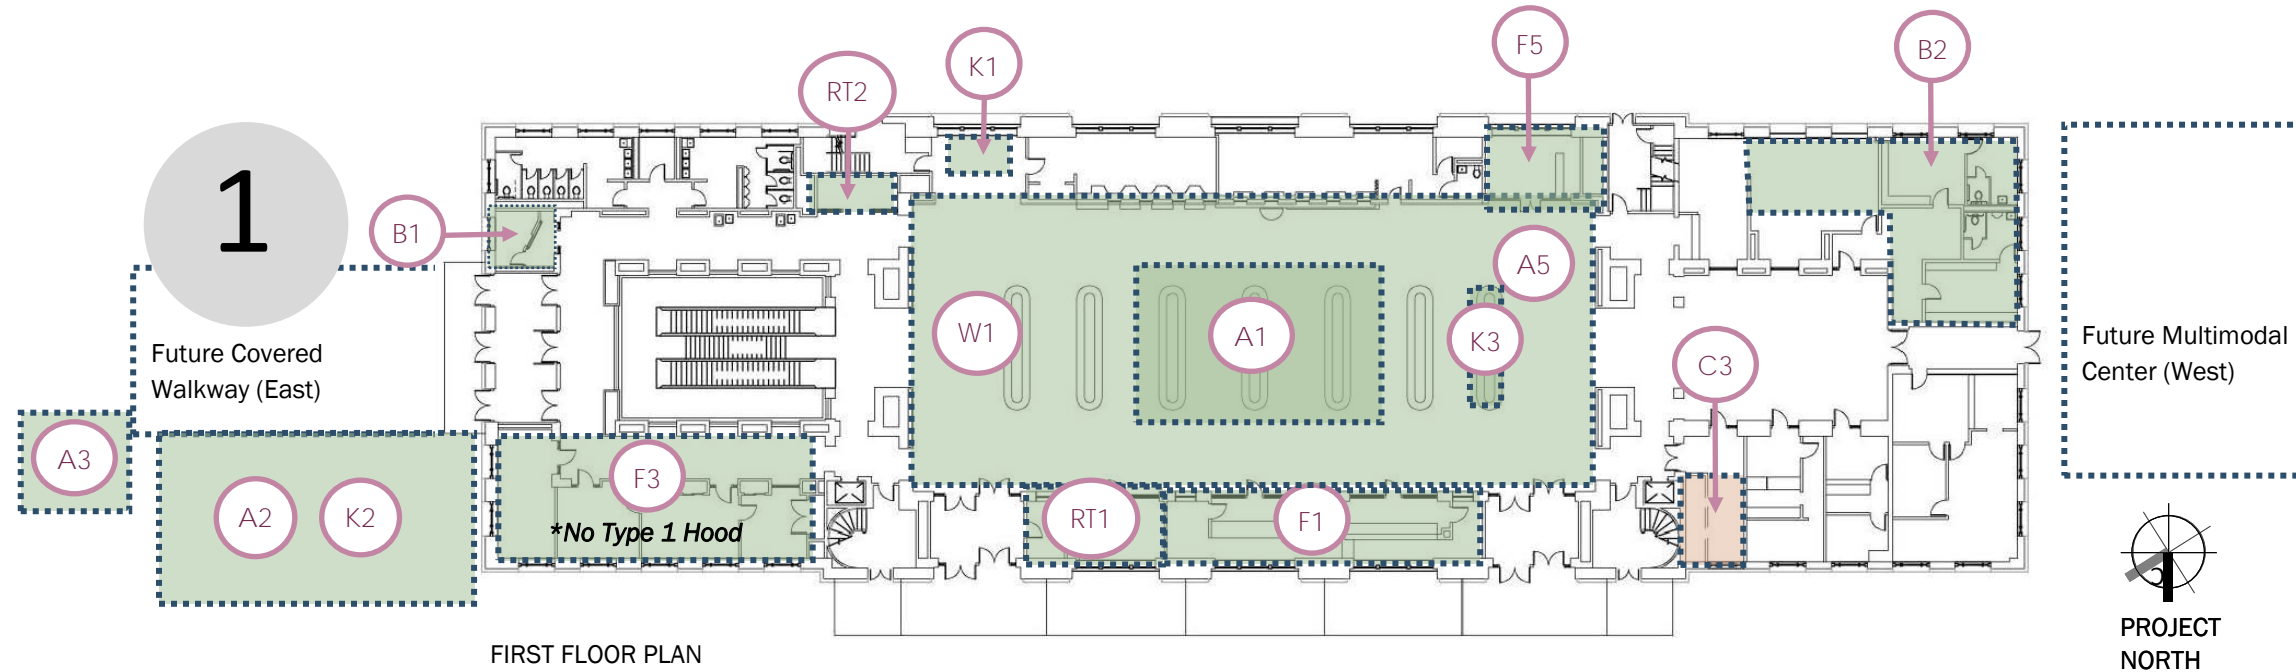 1
RT2
K1
F5
B2
B1
A5
W1
A1
K3
C3
Future Covered
Walkway (East)
Future Multimodal
Center (West)
A3
A2
K2
F3
*No Type 1 Hood
RT1
F1
PROJECT
NORTH
FIRST FLOOR PLAN